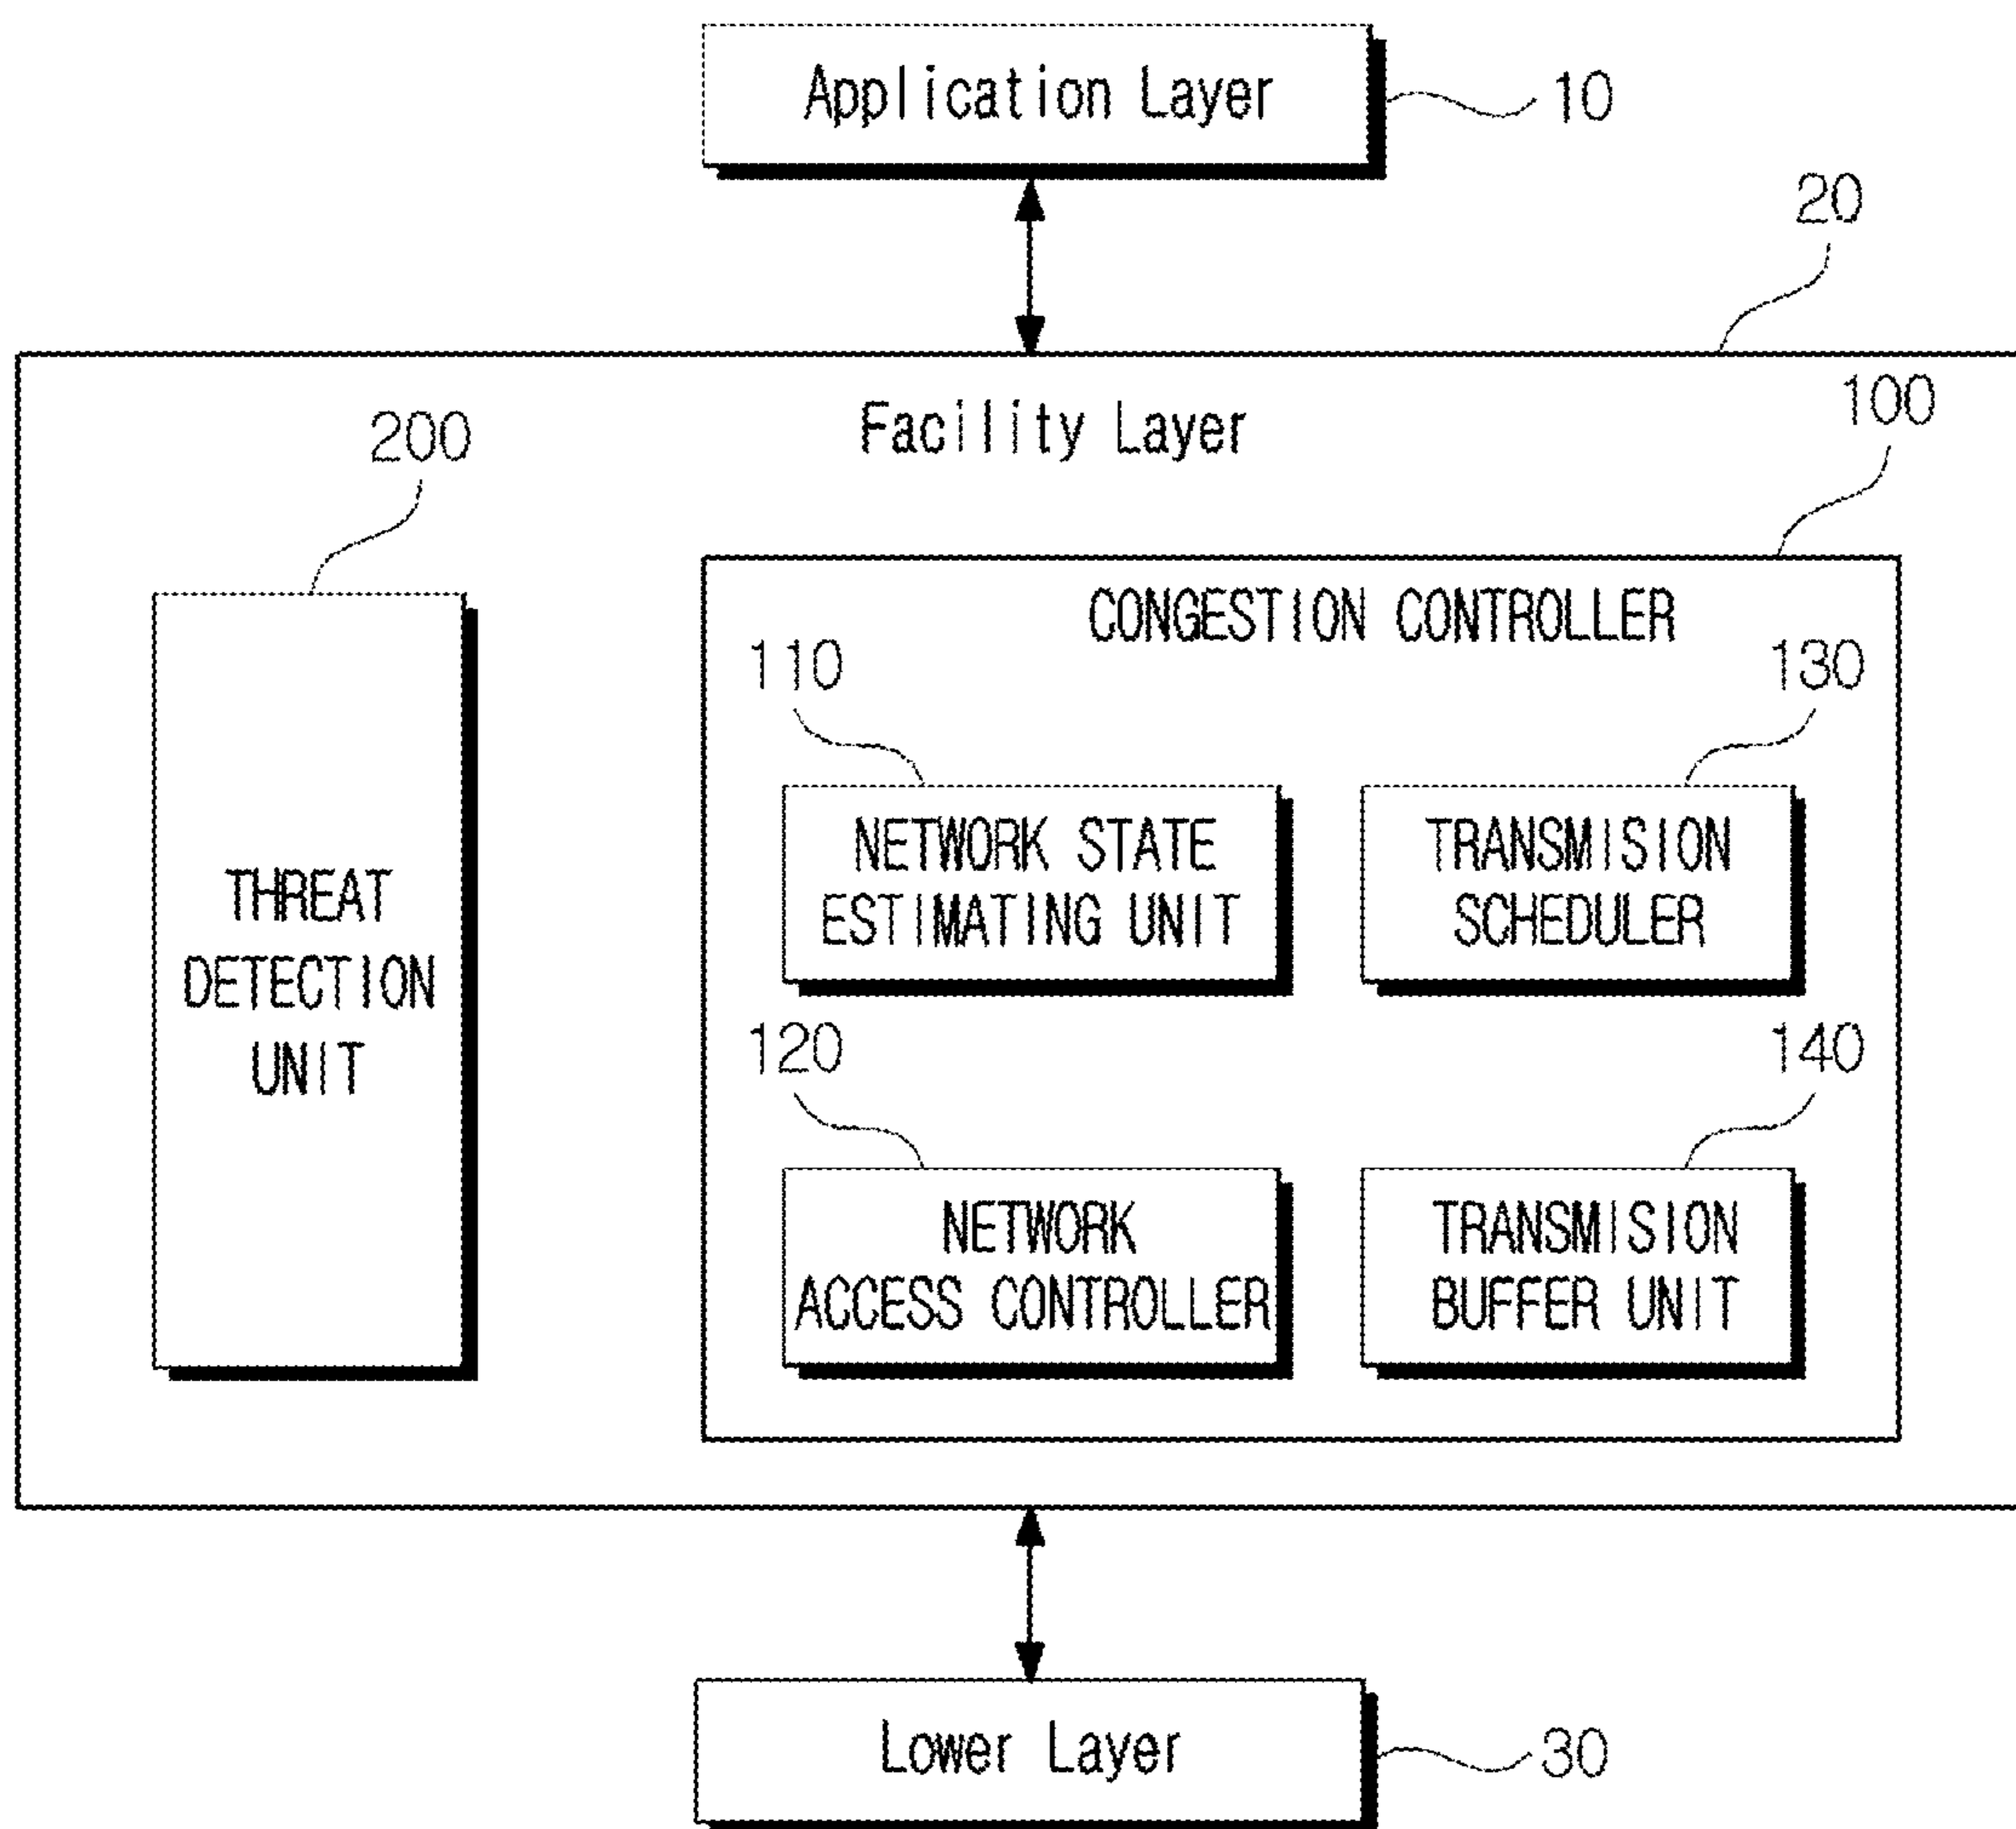 Application Layer
10
20
Facility Layer
100
200
CONGESTION CONTROLLER
110
130
NETWORK STATE
ESTIMATING UNIT
TRANSMISION
SCHEDULER
THREAT
DETECTION
UNIT
120
140
NETWORK
ACCESS CONTROLLER
TRANSMISION
BUFFER UNIT
Lower Layer
30